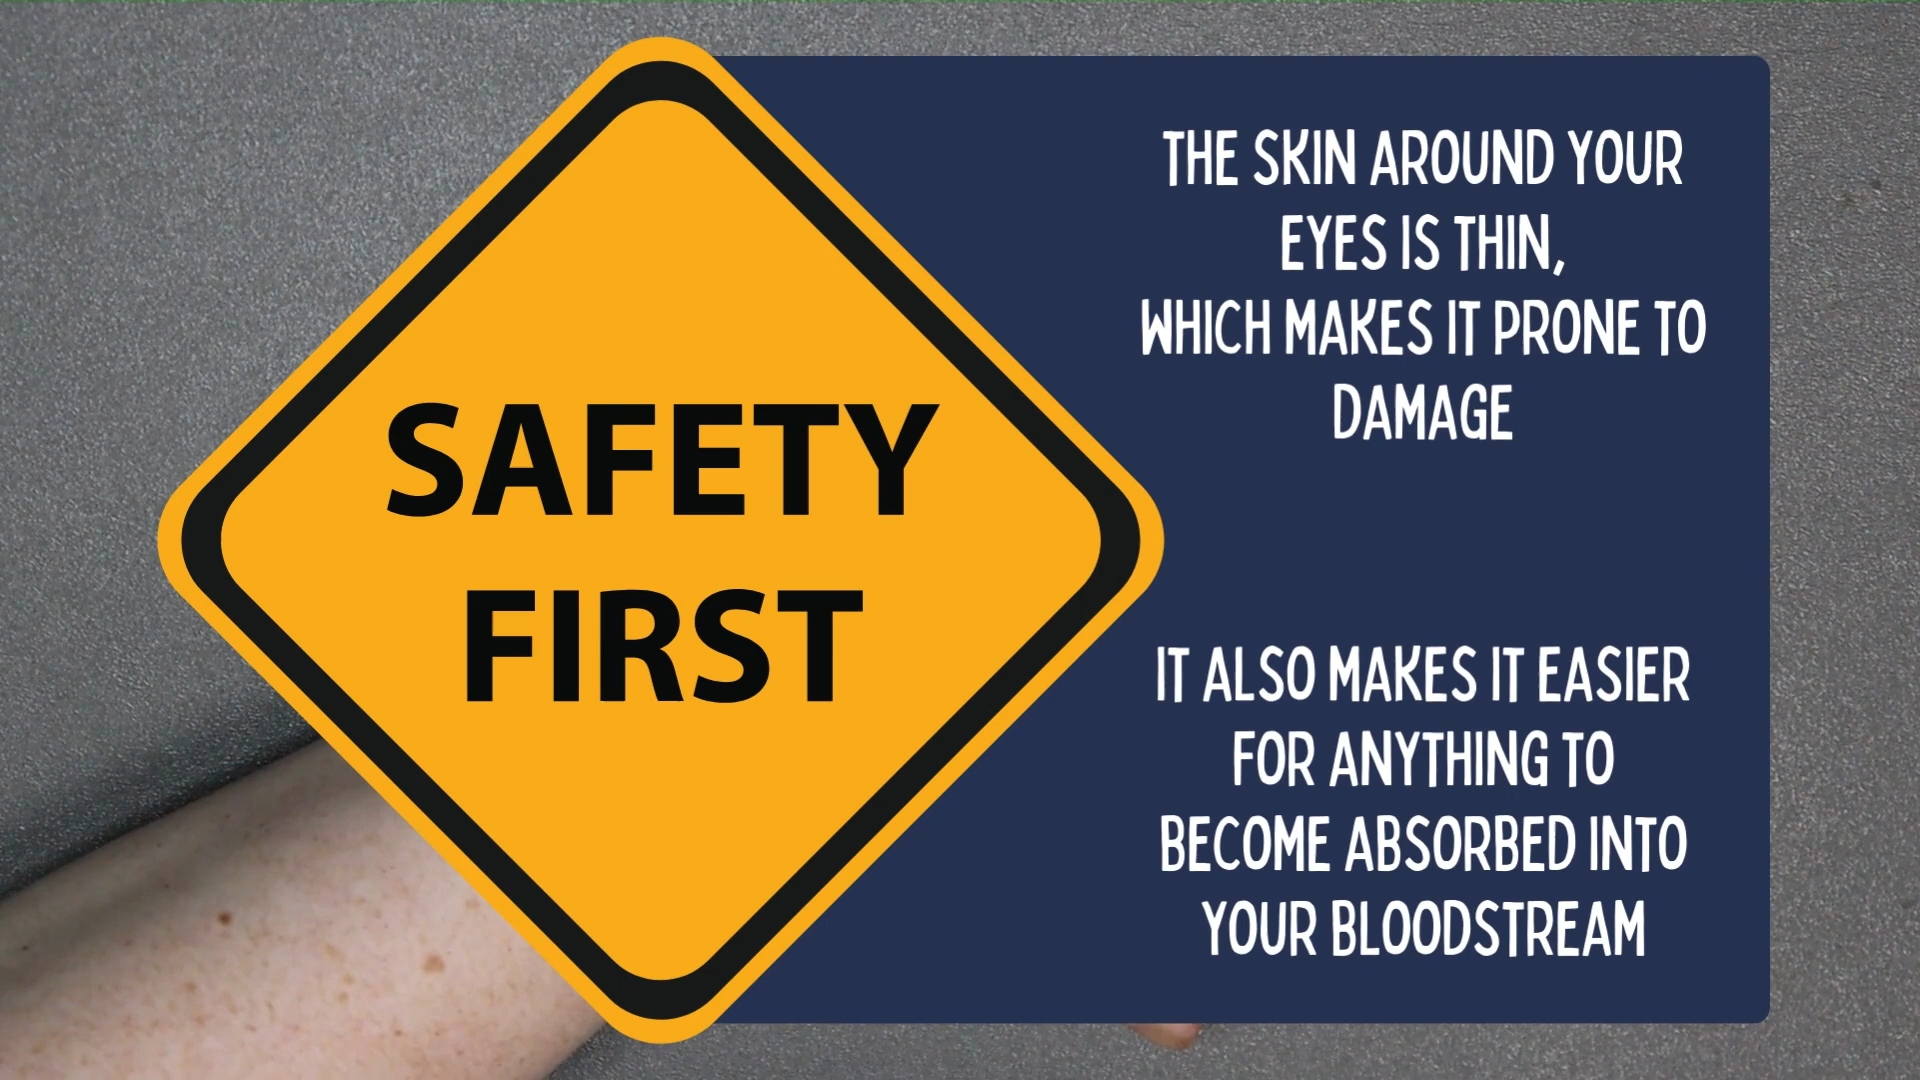 SAFETY
FIRST
THE SKIN AROUND YOUR
EYES IS THIN,
WHICH MAKES IT PRONE TO
DAMAGE
IT ALSO MAKES IT EASIER
FOR ANYTHING TO
BECOME ABSORBED INTO
YOUR BLOODSTREAM